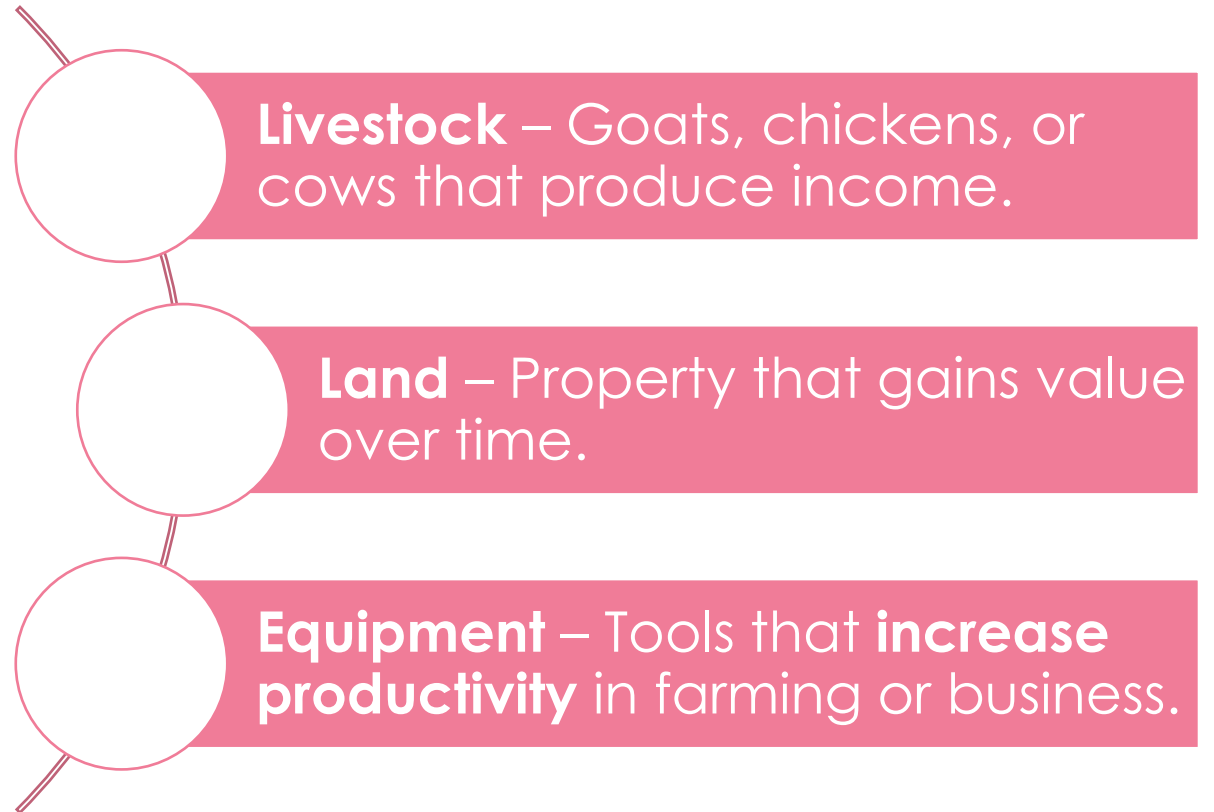 Livestock – Goats, chickens, or
cows that produce income.
Land – Property that gains value
over time.
Equipment – Tools that increase
productivity in farming or business.